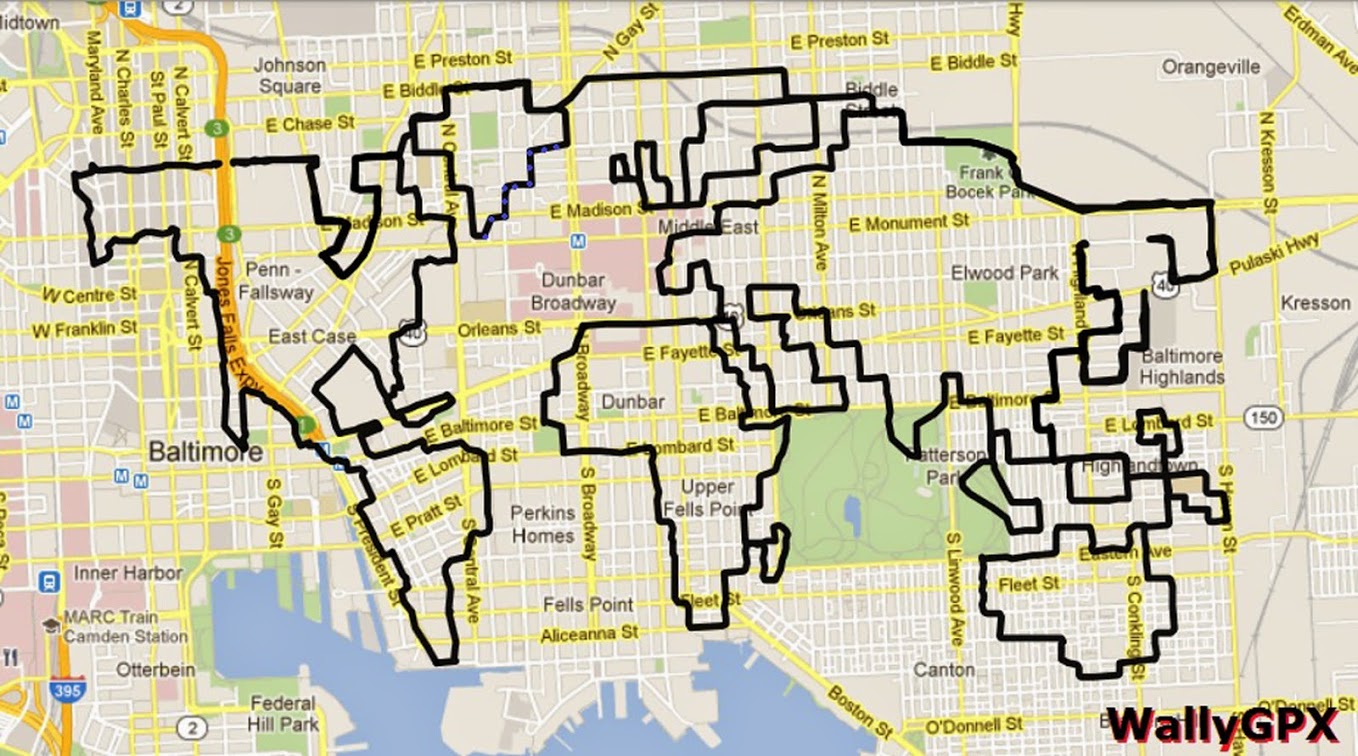 Midtown
2
N Gay St
Hwy
Erdman Ave
Maryland Ave
N Charles St
St Paul St
N Calvert St
Johnson
Square
E Preston St
E Preston St
E Biddle St
E Biddle St
Biddle
Orangeville
3
E Chase St
N Kresson St
Frank
Bocek Park
E Madison St
Madison St
Middle East
N Milton Ave
E Monument St
3
M
Pulaski Hwy
Penn -
Fallsway
Dunbar
Broadway
Elwood Park
40
W Centre St
N Calvert St
Jones Falls Expy
Kresson
W Franklin St
East Case
40
Orleans St
Orleans St
E Fayette St
E Fayette St
N Broadway
Baltimore
Highlands
M
M
Dunbar
E Baltimore St
E Baltimore St
E Baltimore St
1
E Lombard St
150
Baltimore
E Lombard St
E Lombard St
Patterson
Park
Highlandtown
M
M
S Gay St
E Pratt St
Perkins
Homes
S Broadway
Upper
Fells Point
S President St
S Central Ave
Eastern Ave
Inner Harbor
S Linwood Ave
Fleet St
S Conkling St
MARC Train
Camden Station
Fells Point
Fleet St
Aliceanna St
Otterbein
Canton
395
Federal
Hill Park
2
Boston St
O'Donnell St
O'Donnell St
WallyGPX